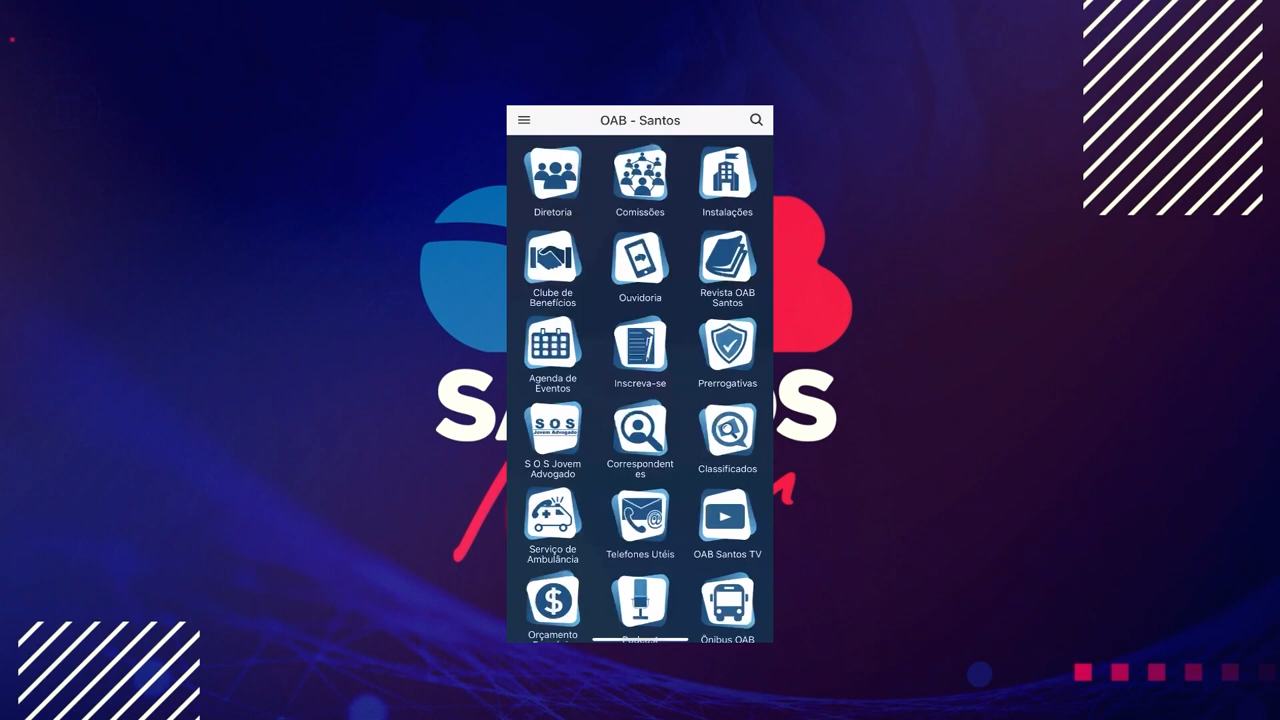 OAB - Santos
Diretoria
Comissões
Instalações
Clube de
Benefícios
Ouvidoria
Revista OAB
Santos
Agenda de
Eventos
Inscreva-se
Prerrogativas
S O S
Jovem Advogado
S O S Jovem
Advogado
Correspondent
es
Classificados
Serviço de
Ambulância
Telefones Utéis
OAB Santos TV
Orçamento
Podcast
Ônibus OAB